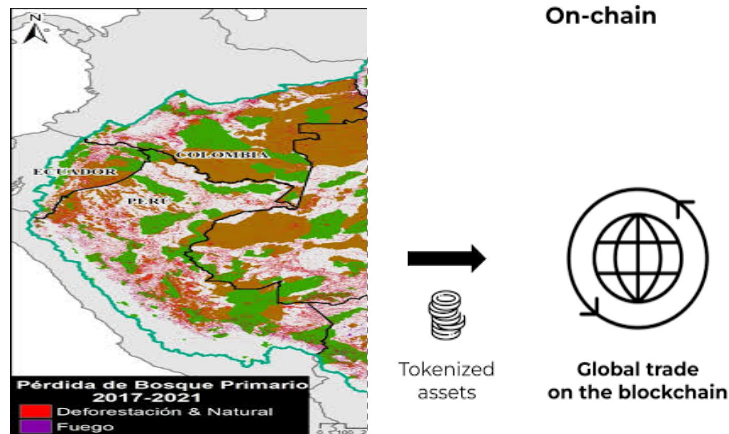 On-chain
N
COLOMBIA
ECUADOR
PERU
Tokenized
assets
Global trade
on the blockchain
Pérdida de Bosque Primario
2017-2021
Deforestación & Natural
Fuego